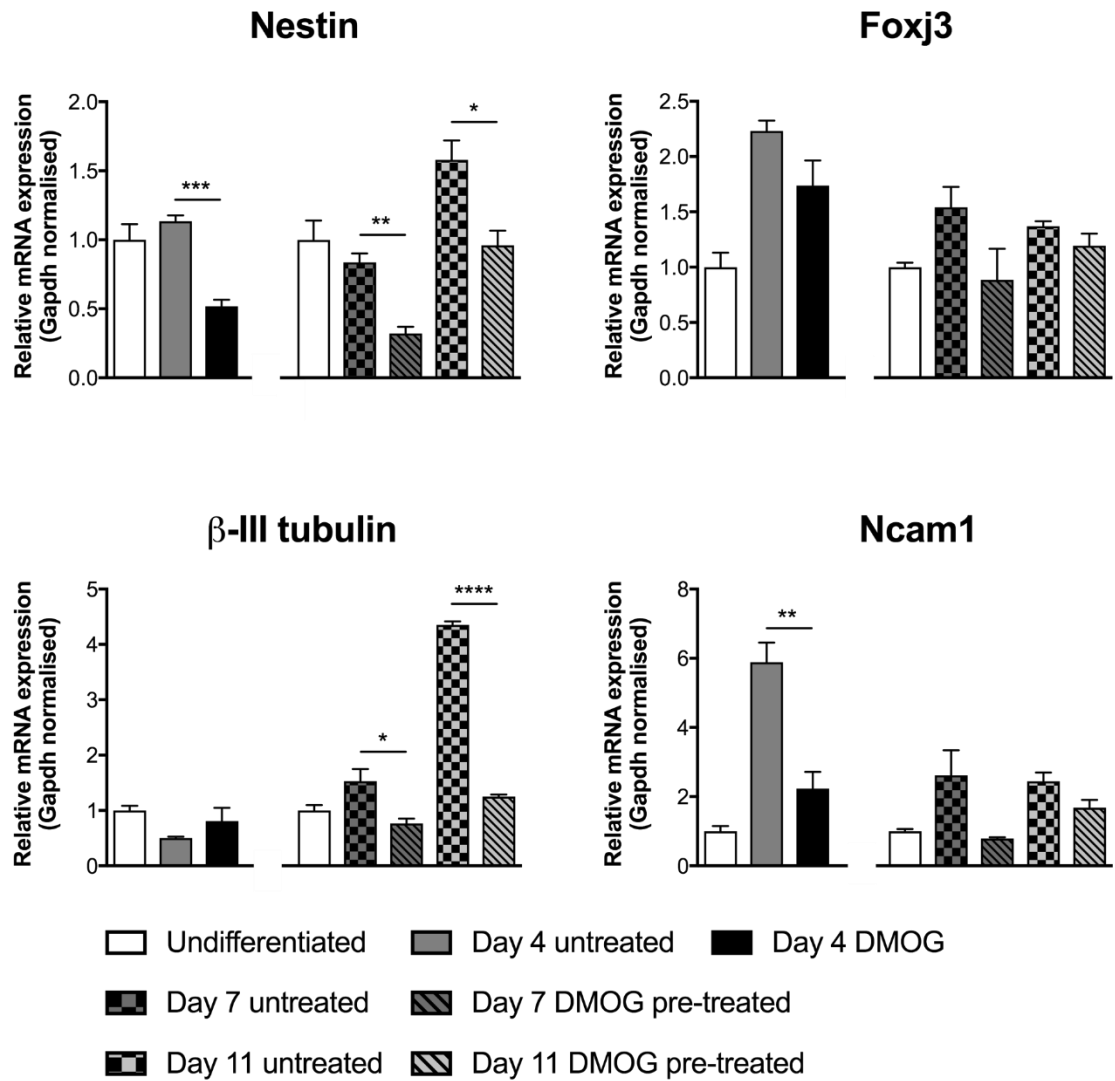 Nestin
Relative mRNA expression
(Gapdh normalised)
2.0
1.5
1.0
0.5
0.0
***
**
*
Foxj3
Relative mRNA expression
(Gapdh normalised)
2.5
2.0
1.5
1.0
0.5
0.0
β-III tubulin
Relative mRNA expression
(Gapdh normalised)
5
4
3
2
1
0
*
****
Ncam1
Relative mRNA expression
(Gapdh normalised)
8
6
4
2
0
**
Undifferentiated Day 4 untreated Day 4 DMOG
Day 7 untreated Day 7 DMOG pre-treated
Day 11 untreated Day 11 DMOG pre-treated